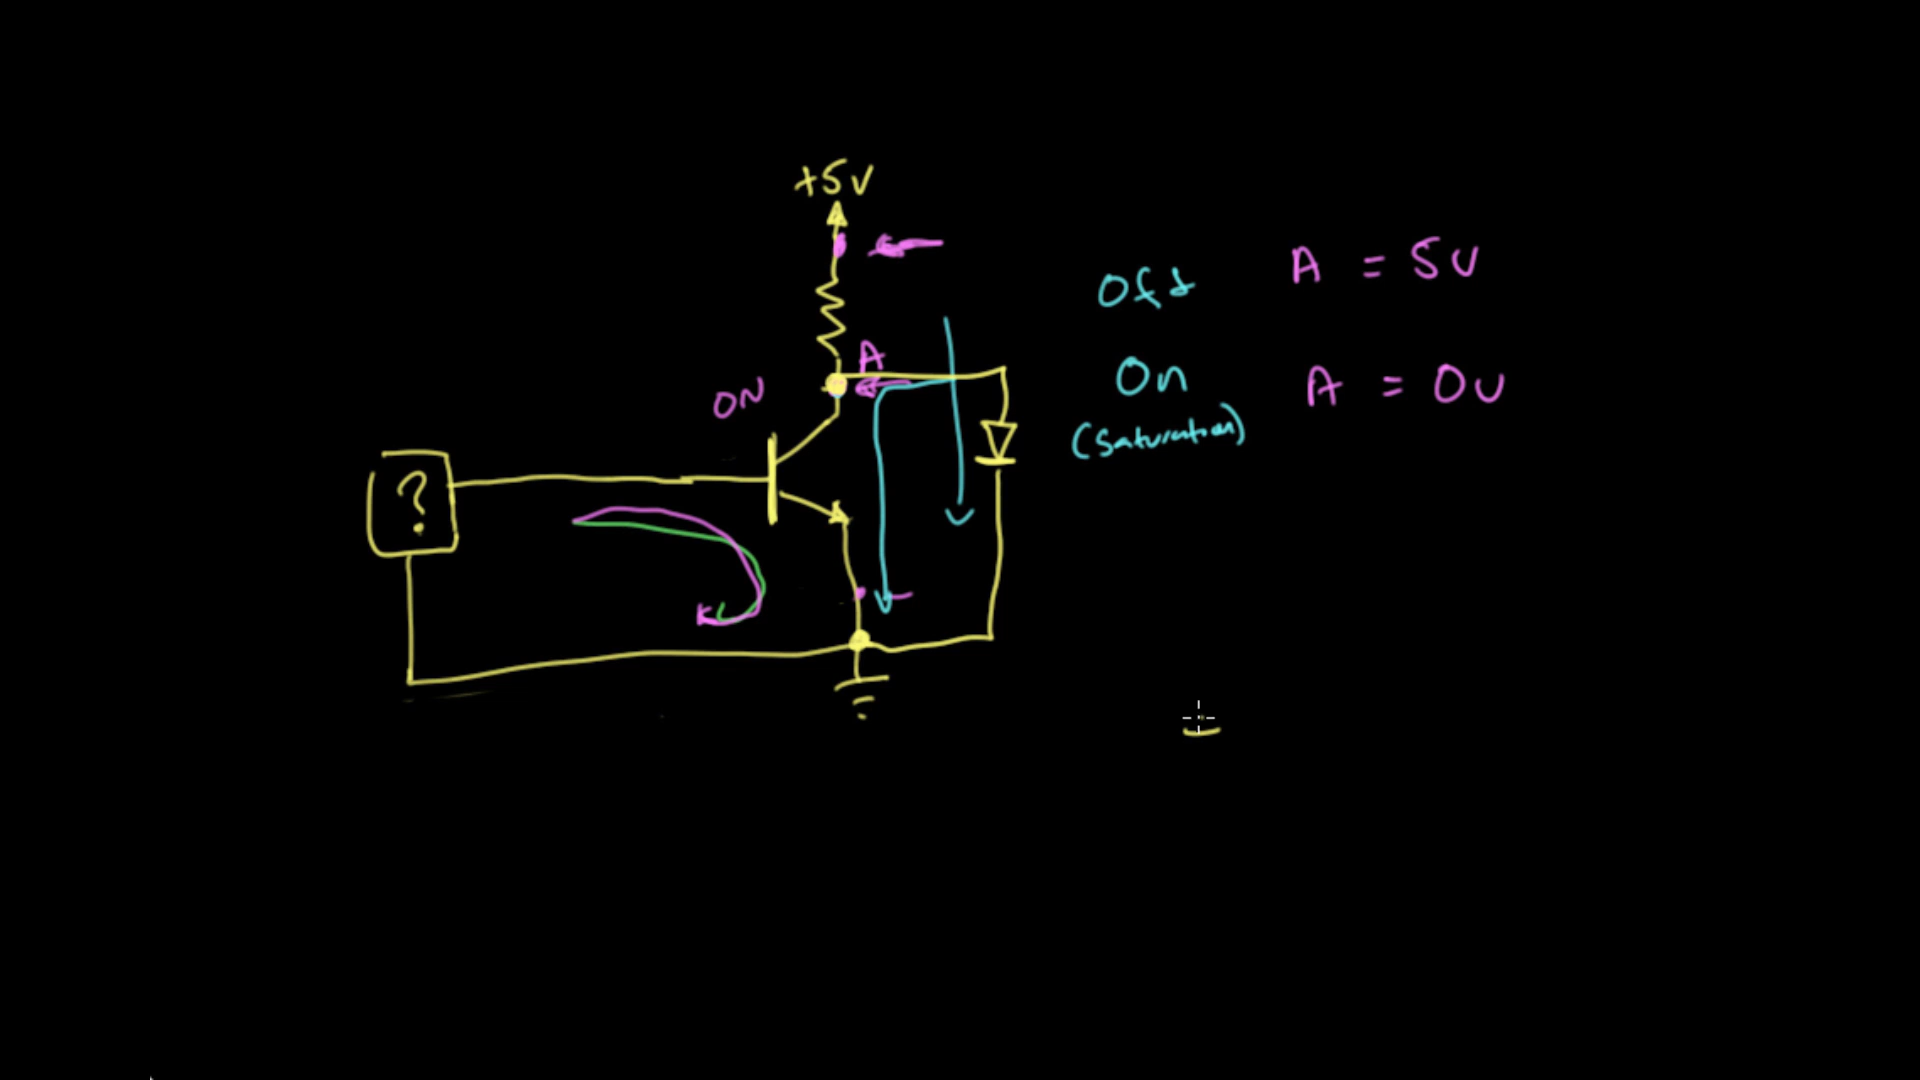 +5V
Off A = 5V
A
On A = 0V
ON
(Saturation)
?